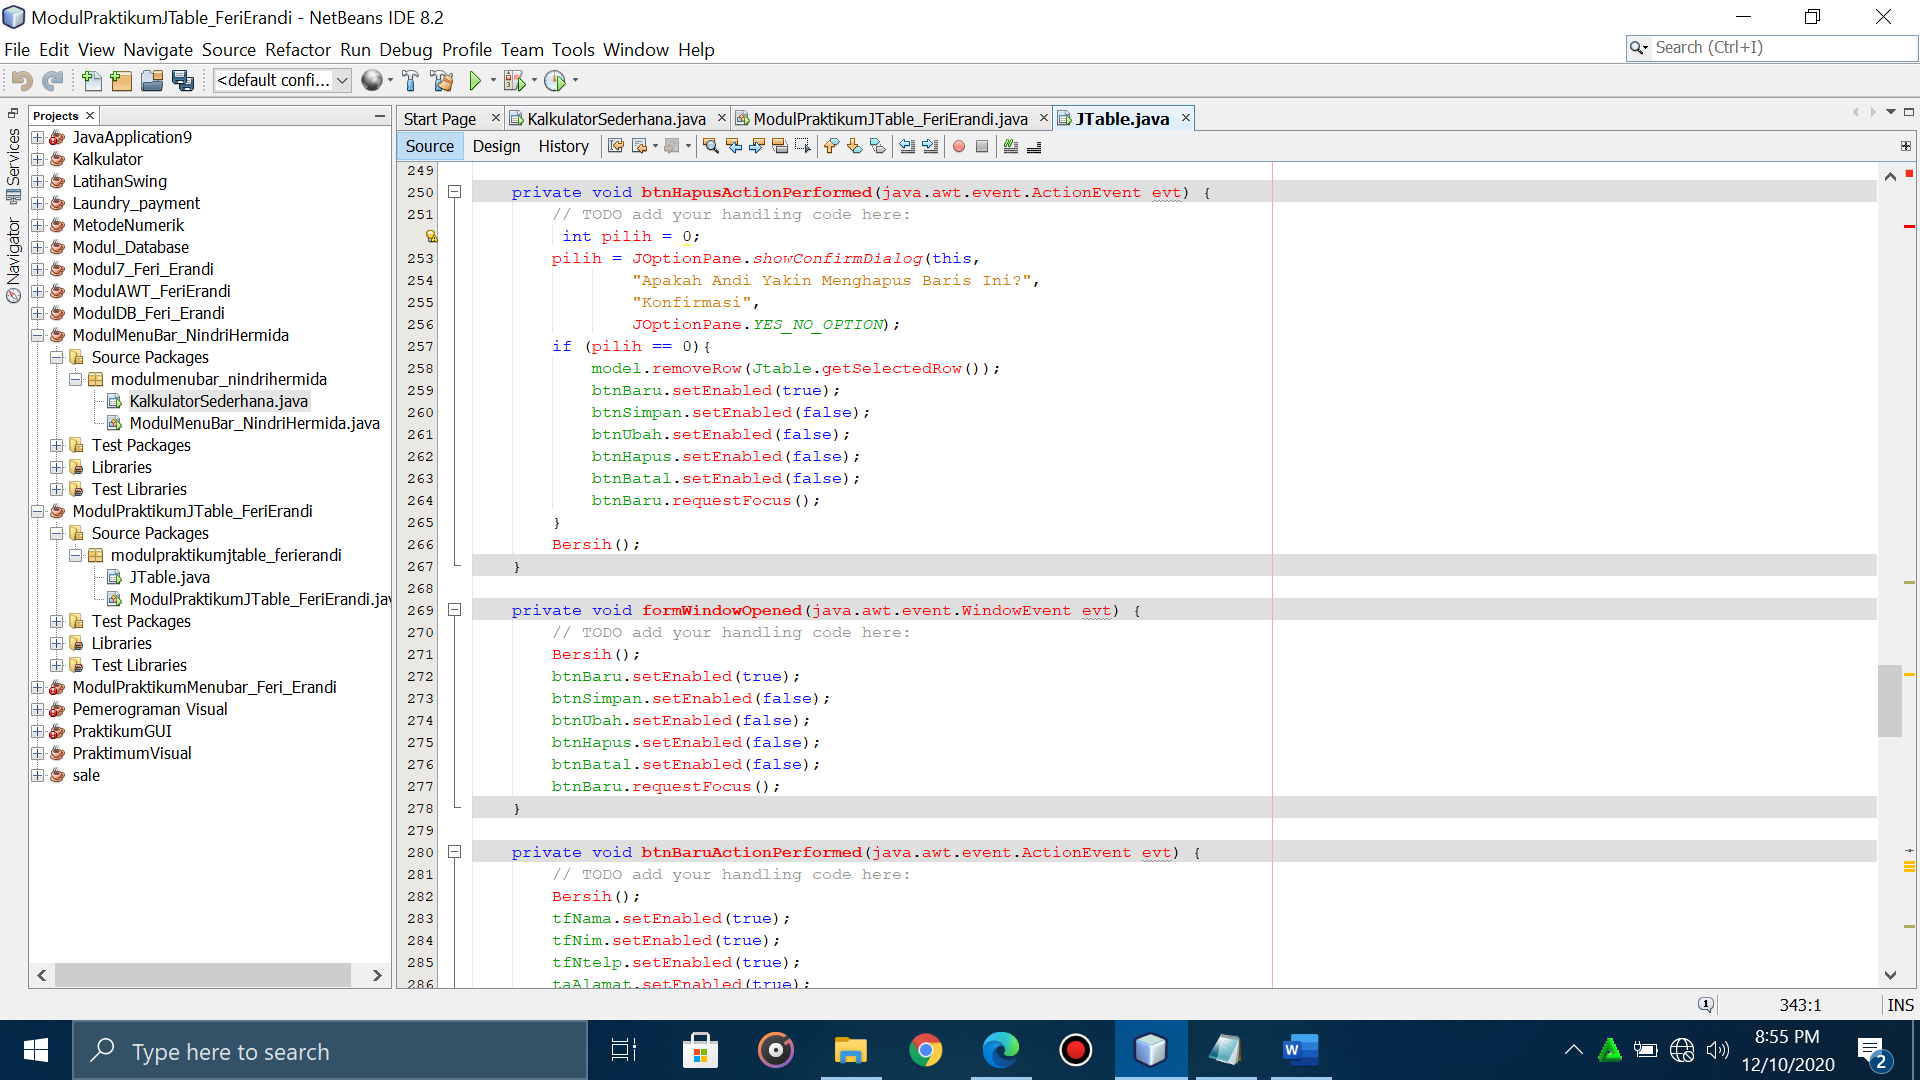 ModulPraktikumJTable_FeriErandi - NetBeans IDE 8.2
File Edit View Navigate Source Refactor Run Debug Profile Team Tools Window Help
Search (Ctrl+I)
<default confi...
Services
Navigator
Projects
JavaApplication9
Kalkulator
LatihanSwing
Laundry_payment
MetodeNumerik
Modul_Database
Modul7_Feri_Erandi
ModulAWT_FeriErandi
ModulDB_Feri_Erandi
ModulMenuBar_NindriHermida
Source Packages
modulmenubar_nindrihermida
KalkulatorSederhana.java
ModulMenuBar_NindriHermida.java
Test Packages
Libraries
Test Libraries
ModulPraktikumJTable_FeriErandi
Source Packages
modulpraktikumjtable_ferierandi
JTable.java
ModulPraktikumJTable_FeriErandi.jav
Test Packages
Libraries
Test Libraries
ModulPraktikumMenubar_Feri_Erandi
Pemerograman Visual
PraktikumGUI
PraktimumVisual
sale
Start Page KalkulatorSederhana.java ModulPraktikumJTable_FeriErandi.java JTable.java
Source Design History
249
250 private void btnHapusActionPerformed(java.awt.event.ActionEvent evt) {
251 // TODO add your handling code here:
int pilih = 0;
253 pilih = JOptionPane.showConfirmDialog(this,
254 "Apakah Andi Yakin Menghapus Baris Ini?",
255 "Konfirmasi",
256 JOptionPane.YES_NO_OPTION);
257 if (pilih == 0){
258 model.removeRow(Jtable.getSelectedRow());
259 btnBaru.setEnabled(true);
260 btnSimpan.setEnabled(false);
261 btnUbah.setEnabled(false);
262 btnHapus.setEnabled(false);
263 btnBatal.setEnabled(false);
264 btnBaru.requestFocus();
265 }
266 Bersih();
267 }
268
269 private void formWindowOpened(java.awt.event.WindowEvent evt) {
270 // TODO add your handling code here:
271 Bersih();
272 btnBaru.setEnabled(true);
273 btnSimpan.setEnabled(false);
274 btnUbah.setEnabled(false);
275 btnHapus.setEnabled(false);
276 btnBatal.setEnabled(false);
277 btnBaru.requestFocus();
278 }
279
280 private void btnBaruActionPerformed(java.awt.event.ActionEvent evt) {
281 // TODO add your handling code here:
282 Bersih();
283 tfNama.setEnabled(true);
284 tfNim.setEnabled(true);
285 tfNtelp.setEnabled(true);
286 taAlamat.setEnabled(true);
343:1 INS
Type here to search
8:55 PM
12/10/2020
2